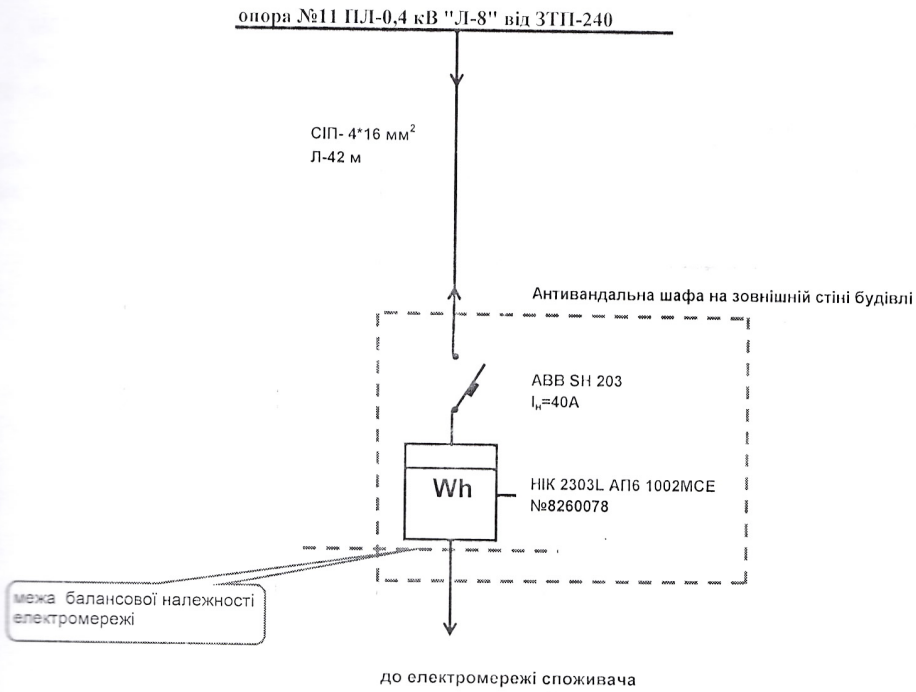 опора №11 ПЛ-0,4 кВ "Л-8" від ЗТП-240
СІП- 4*16 мм²
Л-42 м
Антивандальна шафа на зовнішній стіні будівлі
АВВ SH 203
Iн=40А
Wh
НІК 2303L АП6 1002МСЕ
№8260078
межа балансової належності
електромережі
до електромережі споживача